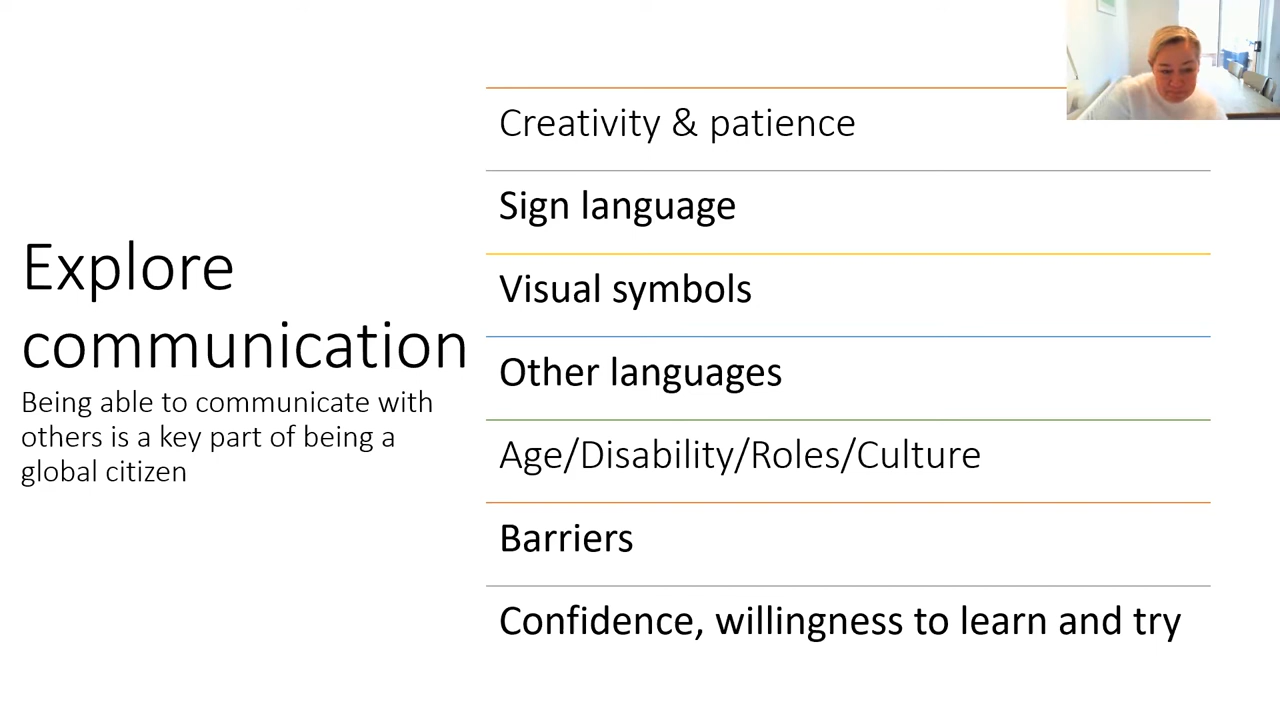 Explore
communication
Being able to communicate with
others is a key part of being a
global citizen
Creativity & patience
Sign language
Visual symbols
Other languages
Age/Disability/Roles/Culture
Barriers
Confidence, willingness to learn and try